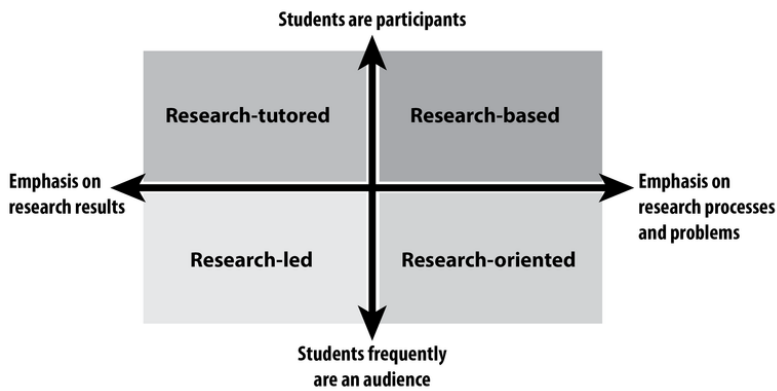 Students are participants
Research-tutored
Research-based
Emphasis on
research results
Emphasis on
research processes
and problems
Research-led
Research-oriented
Students frequently
are an audience